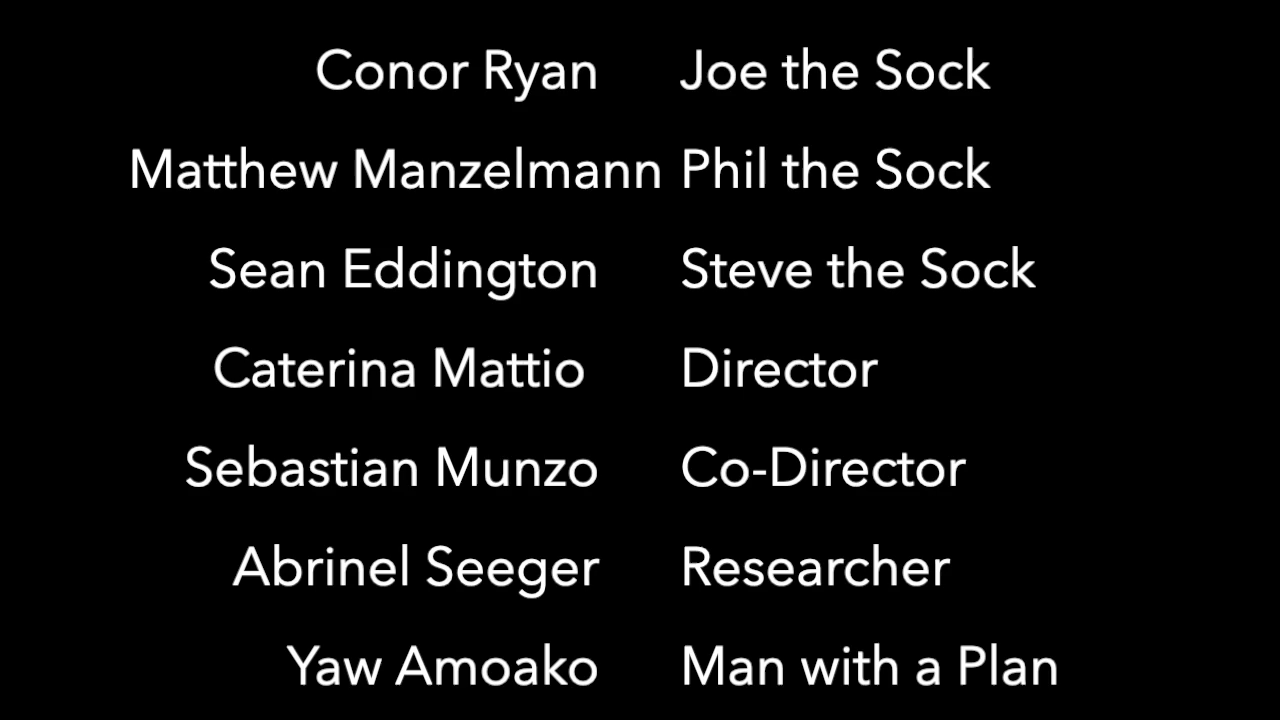 Conor Ryan Joe the Sock
Matthew Manzelmann Phil the Sock
Sean Eddington Steve the Sock
Caterina Mattio Director
Sebastian Munzo Co-Director
Abrinel Seeger Researcher
Yaw Amoako Man with a Plan